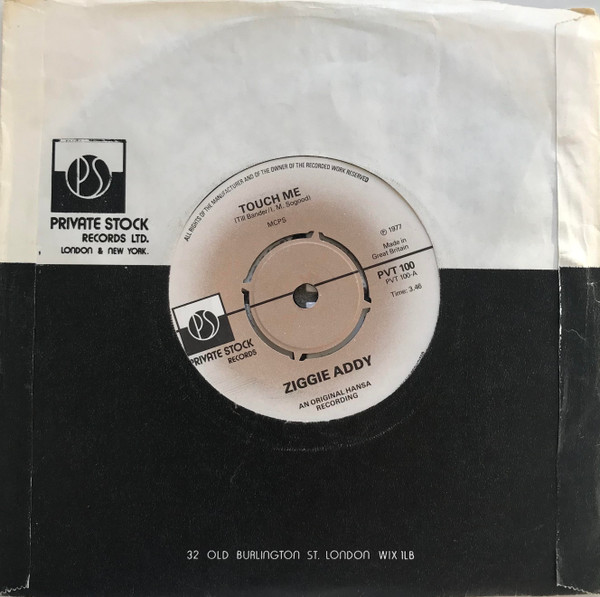 PS
PRIVATE STOCK
RECORDS LTD.
LONDON & NEW YORK.
ALL RIGHTS OF THE MANUFACTURER AND OF THE OWNER OF THE RECORDED WORK RESERVED
TOUCH ME
(Till Bander/I. M. Sogood)
MCPS
℗ 1977
Made in
Great Britain
PVT 100
PVT 100-A
Time: 3.46
PS
PRIVATE STOCK
RECORDS
ZIGGIE ADDY
AN ORIGINAL HANSA
RECORDING
32 OLD BURLINGTON ST. LONDON W1X 1LB